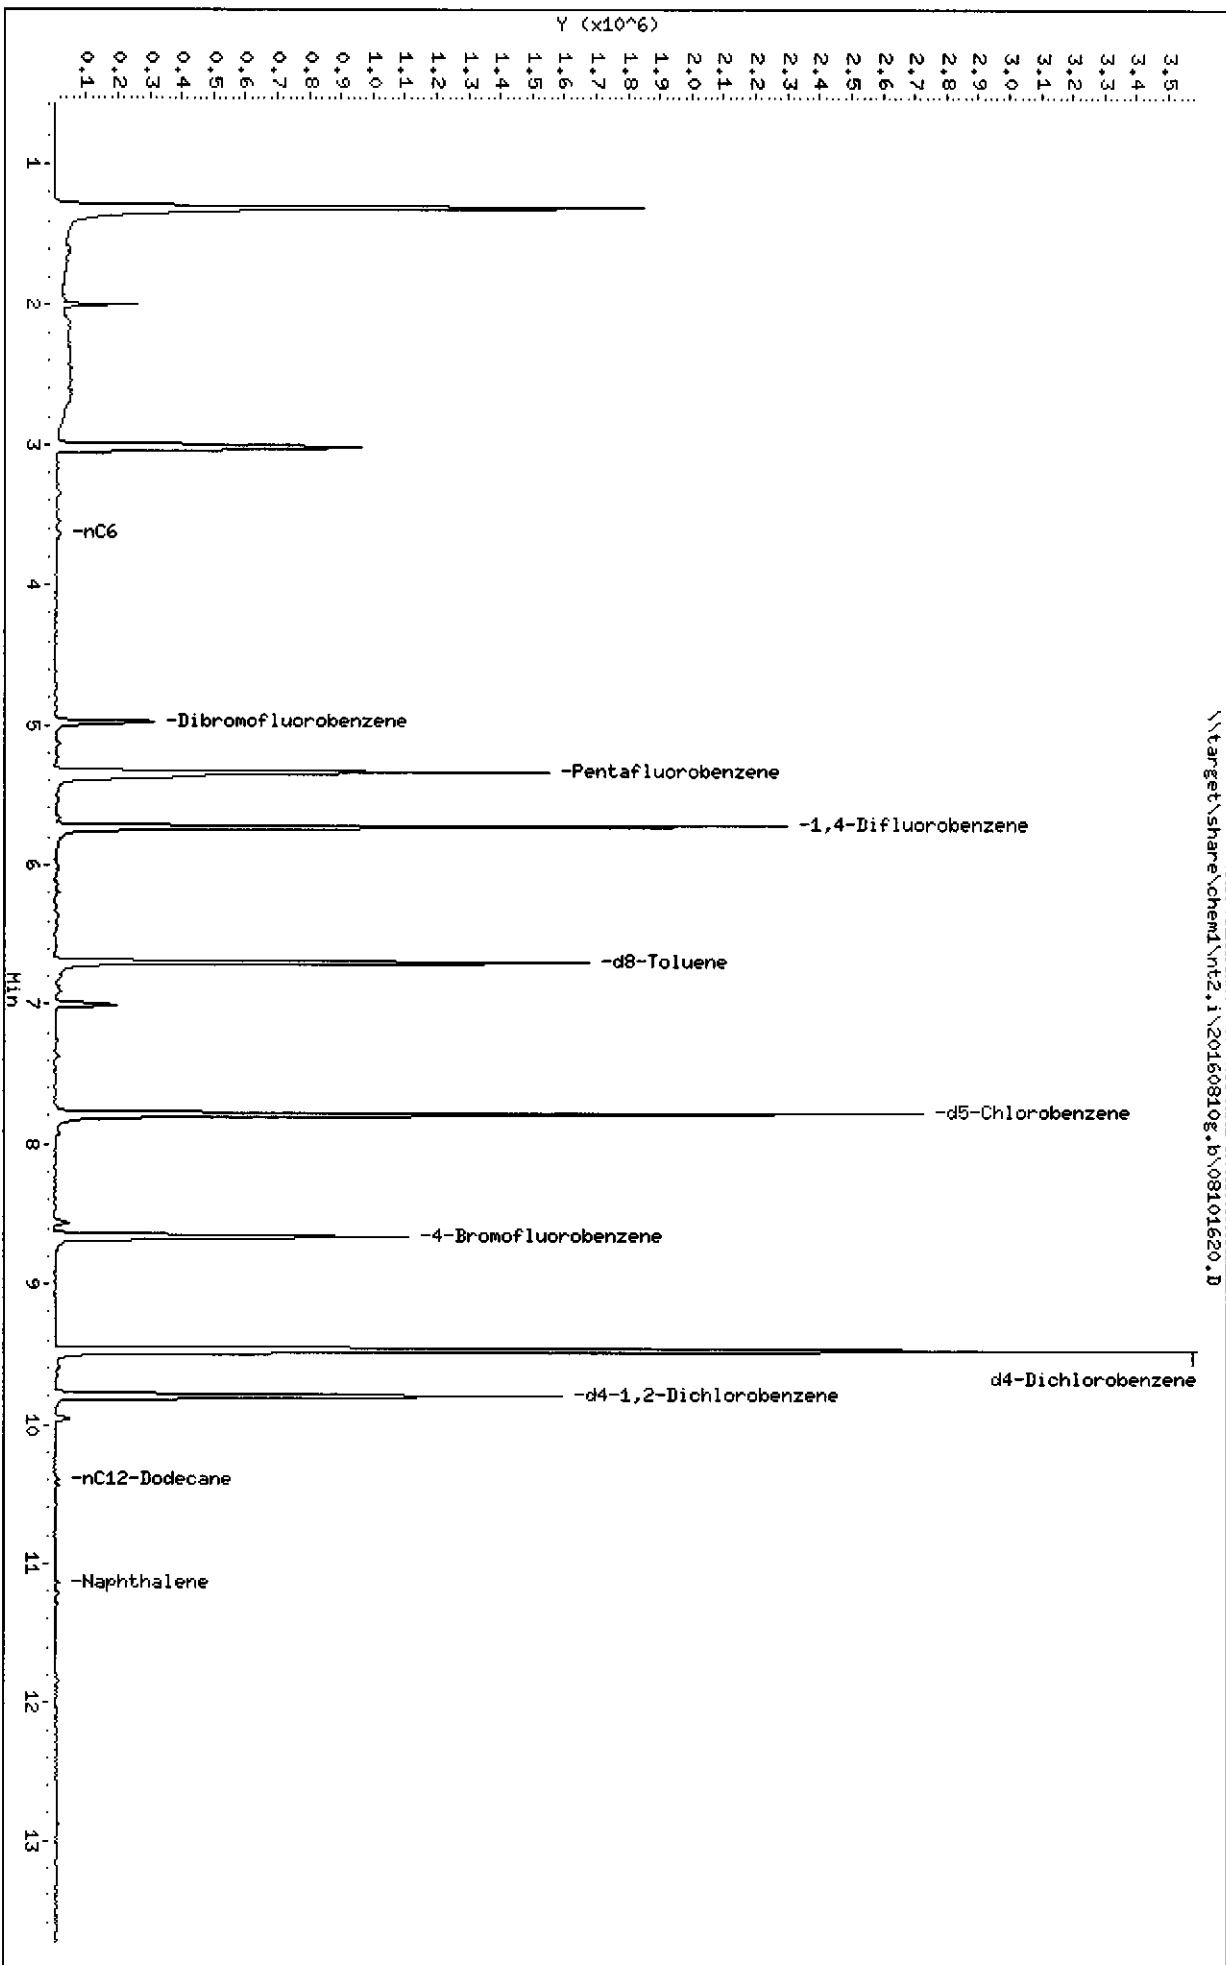 \\target\share\chem1\nt2.i\20160810g.b\08101620.D
Y (x10^6)
3.5
3.4
3.3
3.2
3.1
3.0
2.9
2.8
2.7
2.6
2.5
2.4
2.3
2.2
2.1
2.0
1.9
1.8
1.7
1.6
1.5
1.4
1.3
1.2
1.1
1.0
0.9
0.8
0.7
0.6
0.5
0.4
0.3
0.2
0.1
-nC6
-Dibromofluorobenzene
-Pentafluorobenzene
-1,4-Difluorobenzene
-d8-Toluene
-d5-Chlorobenzene
-4-Bromofluorobenzene
d4-Dichlorobenzene
-d4-1,2-Dichlorobenzene
-nC12-Dodecane
-Naphthalene
1 2 3 4 5 6 7 8 9 10 11 12 13
Min